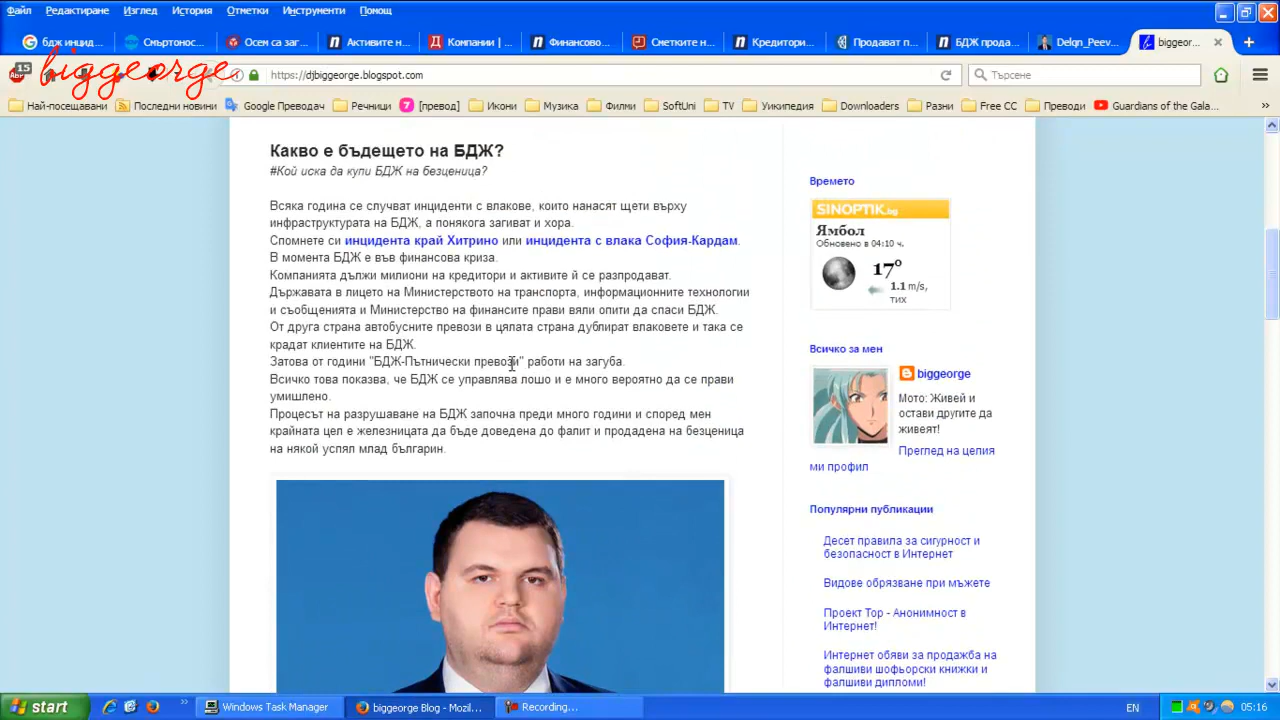 Файл Редактиране Изглед История Отметки Инструменти Помощ
бдж инцид...
Смъртонос...
Осем са заг...
Активите н...
Компании | ...
Финансово...
Сметките на...
Кредитори...
Продават п...
БДЖ прода...
Delqn_Peev...
biggeor...
biggeorge
15
https://djbiggeorge.blogspot.com
Търсене
Най-посещавани
Последни новини
Google Преводач
Речници
[превод]
Икони
Музика
Филми
SoftUni
TV
Уикипедия
Downloaders
Разни
Free CC
Преводи
Guardians of the Gala...
Какво е бъдещето на БДЖ?
#Кой иска да купи БДЖ на безценица?
Всяка година се случват инциденти с влакове, които нанасят щети върху
инфраструктурата на БДЖ, а понякога загиват и хора.
Спомнете си инцидента край Хитрино или инцидента с влака София-Кардам.
В момента БДЖ е във финансова криза.
Компанията дължи милиони на кредитори и активите й се разпродават.
Държавата в лицето на Министерството на транспорта, информационните технологии
и съобщенията и Министерство на финансите прави вяли опити да спаси БДЖ.
От друга страна автобусните превози в цялата страна дублират влаковете и така се
крадат клиентите на БДЖ.
Затова от години "БДЖ-Пътнически превози" работи на загуба.
Всичко това показва, че БДЖ се управлява лошо и е много вероятно да се прави
умишлено.
Процесът на разрушаване на БДЖ започна преди много години и според мен
крайната цел е железницата да бъде доведена до фалит и продадена на безценица
на някой успял млад българин.
Времето
SINOPTIK.bg
Ямбол
Обновено в 04:10 ч.
17°
1.1 m/s,
тих
Всичко за мен
biggeorge
Мото: Живей и
остави другите да
живеят!
Преглед на целия
ми профил
Популярни публикации
Десет правила за сигурност и
безопасност в Интернет
Видове обрязване при мъжете
Проект Тор - Анонимност в
Интернет!
Интернет обяви за продажба на
фалшиви шофьорски книжки и
фалшиви дипломи!
start
Windows Task Manager
biggeorge Blog - Mozil...
Recording...
EN
05:16